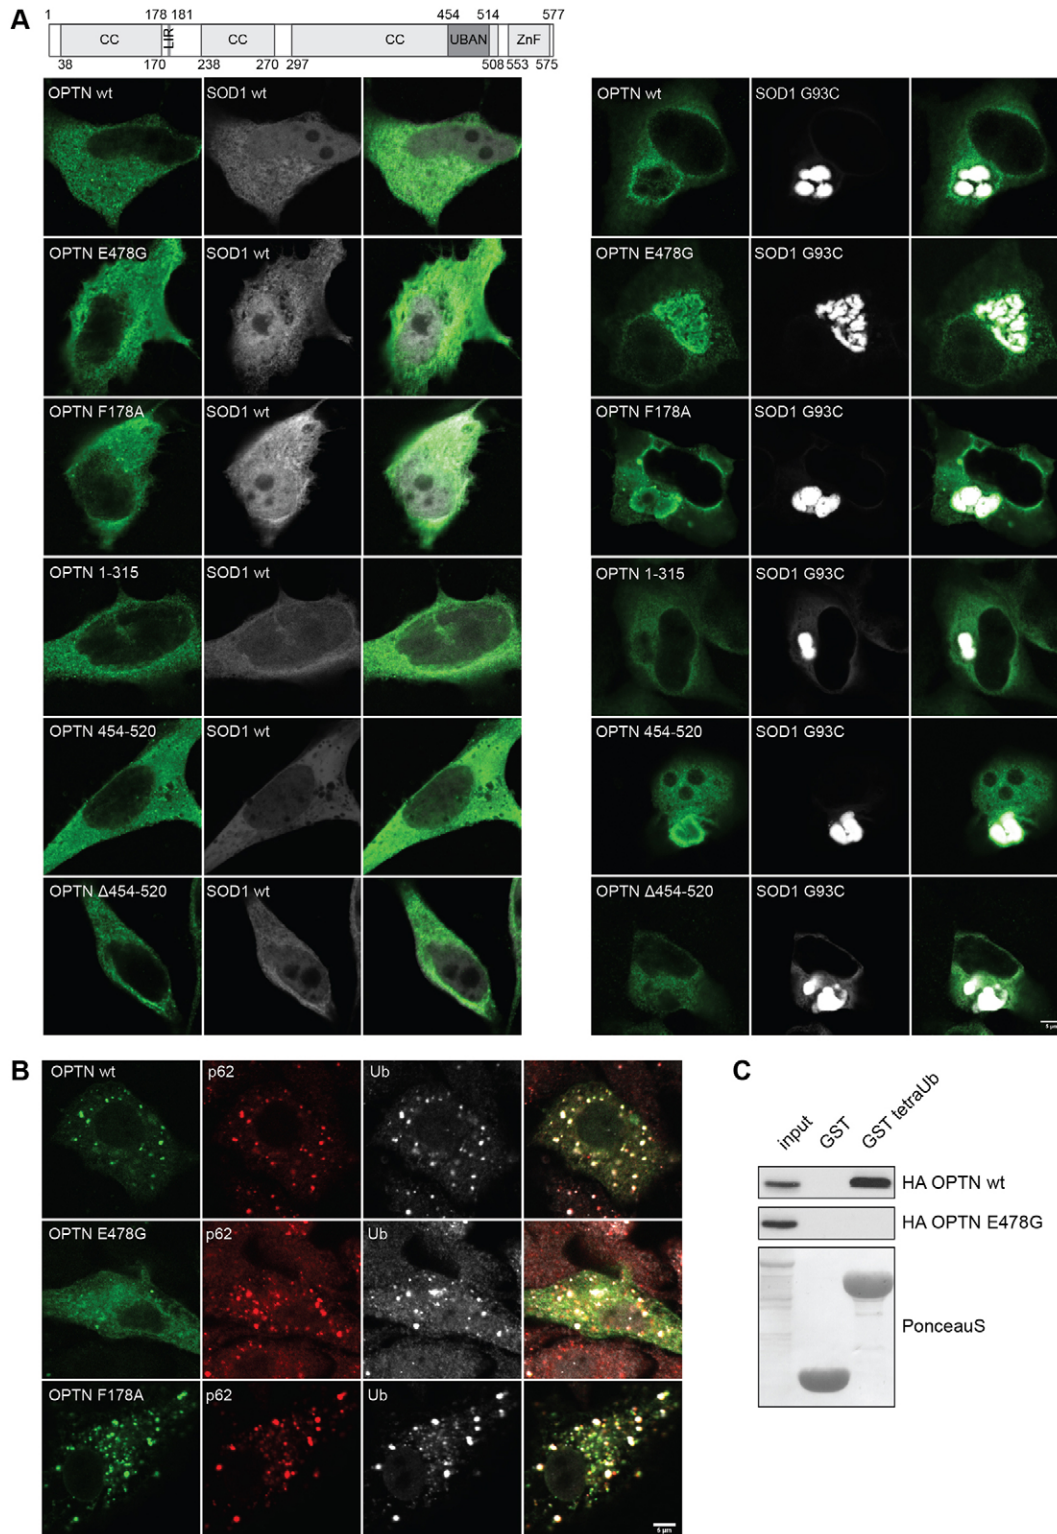 A
1 178 181 454 514 577
CC LIR CC CC UBAN ZnF
38 170 238 270 297 508 553 575
OPTN wt SOD1 wt OPTN wt SOD1 G93C
OPTN E478G SOD1 wt OPTN E478G SOD1 G93C
OPTN F178A SOD1 wt OPTN F178A SOD1 G93C
OPTN 1-315 SOD1 wt OPTN 1-315 SOD1 G93C
OPTN 454-520 SOD1 wt OPTN 454-520 SOD1 G93C
OPTN Δ454-520 SOD1 wt OPTN Δ454-520 SOD1 G93C
5 µm
B
OPTN wt p62 Ub
OPTN E478G p62 Ub
OPTN F178A p62 Ub
5 µm
C
input GST GST tetraUb
HA OPTN wt
HA OPTN E478G
PonceauS